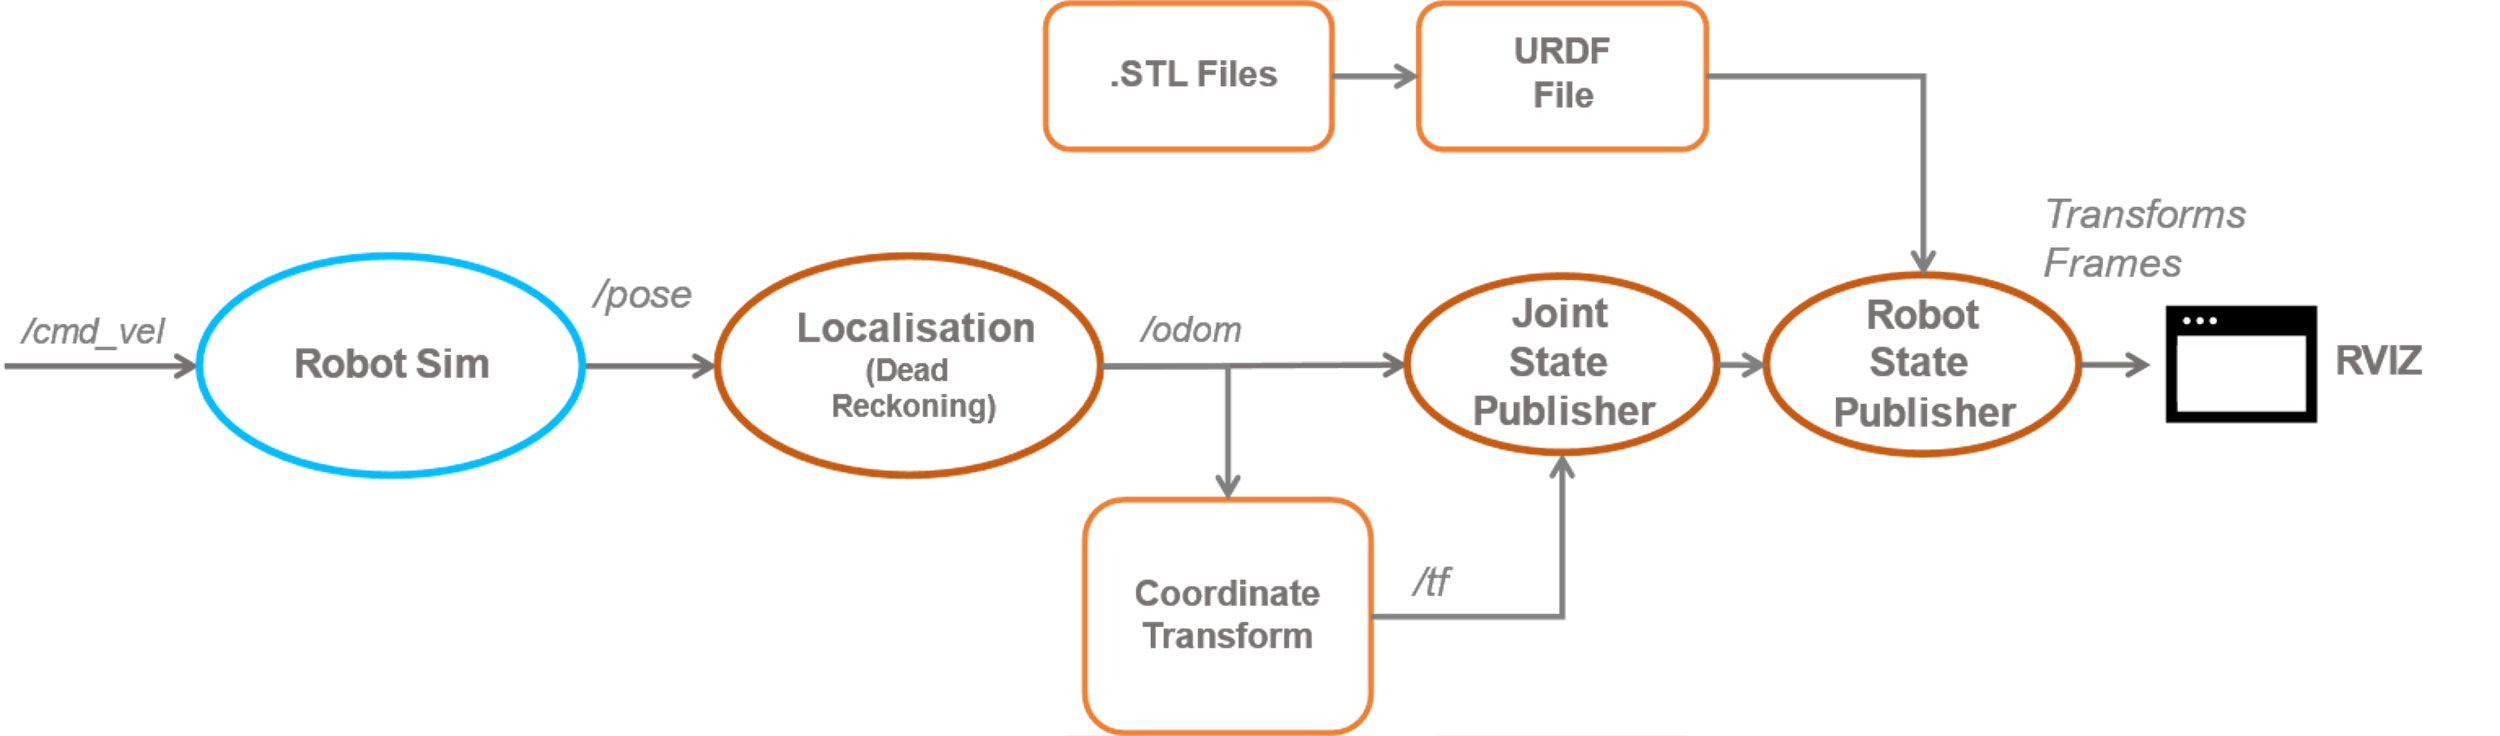 .STL Files
URDF
File
Transforms
Frames
/cmd_vel
Robot Sim
/pose
Localisation
(Dead
Reckoning)
/odom
Joint
State
Publisher
Robot
State
Publisher
RVIZ
Coordinate
Transform
/tf